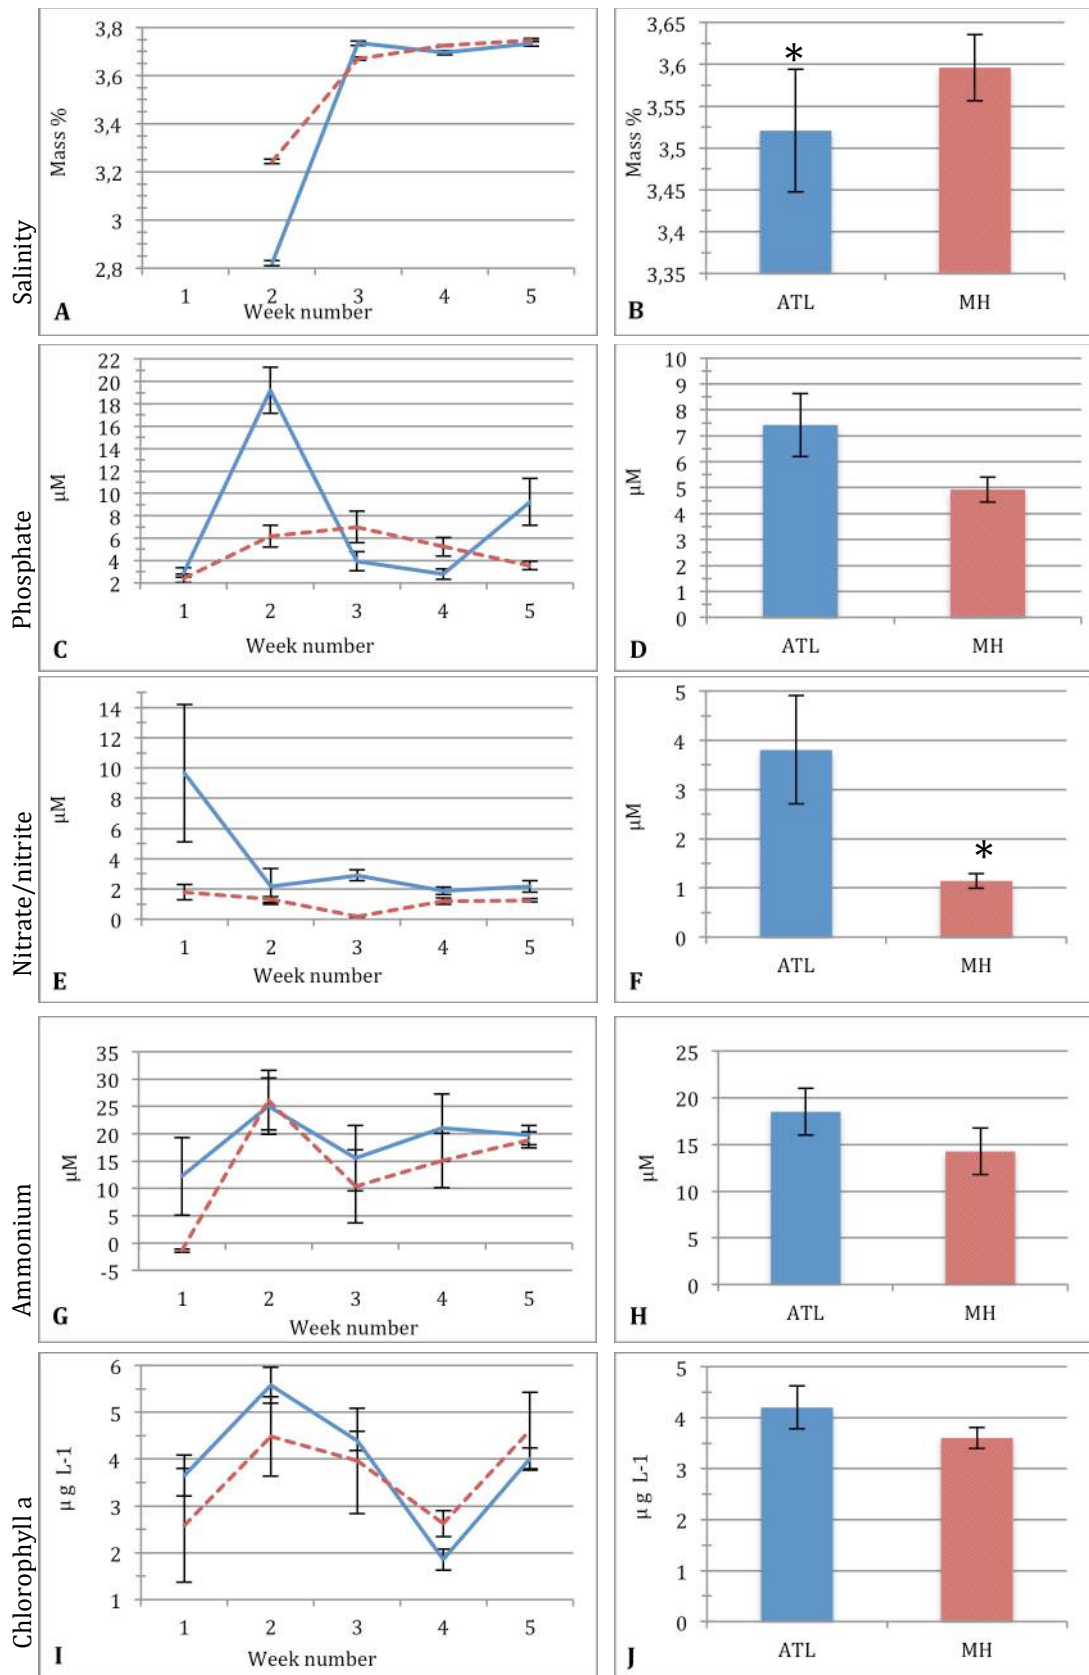 Salinity
Mass %
3,8
3,6
3,4
3,2
3
2,8
1 2 3 4 5
Week number
A
Mass %
3,65
3,6
3,55
3,5
3,45
3,4
3,35
*
ATL MH
B
Phosphate
µM
22
20
18
16
14
12
10
8
6
4
2
1 2 3 4 5
Week number
C
µM
10
9
8
7
6
5
4
3
2
1
0
ATL MH
D
Nitrate/nitrite
µM
14
12
10
8
6
4
2
0
1 2 3 4 5
Week number
E
µM
5
4
3
2
1
0
*
ATL MH
F
Ammonium
µM
35
30
25
20
15
10
5
0
-5
1 2 3 4 5
Week number
G
µM
25
20
15
10
5
0
ATL MH
H
Chlorophyll a
µ g L-1
6
5
4
3
2
1
1 2 3 4 5
Week number
I
µ g L-1
5
4
3
2
1
0
ATL MH
J